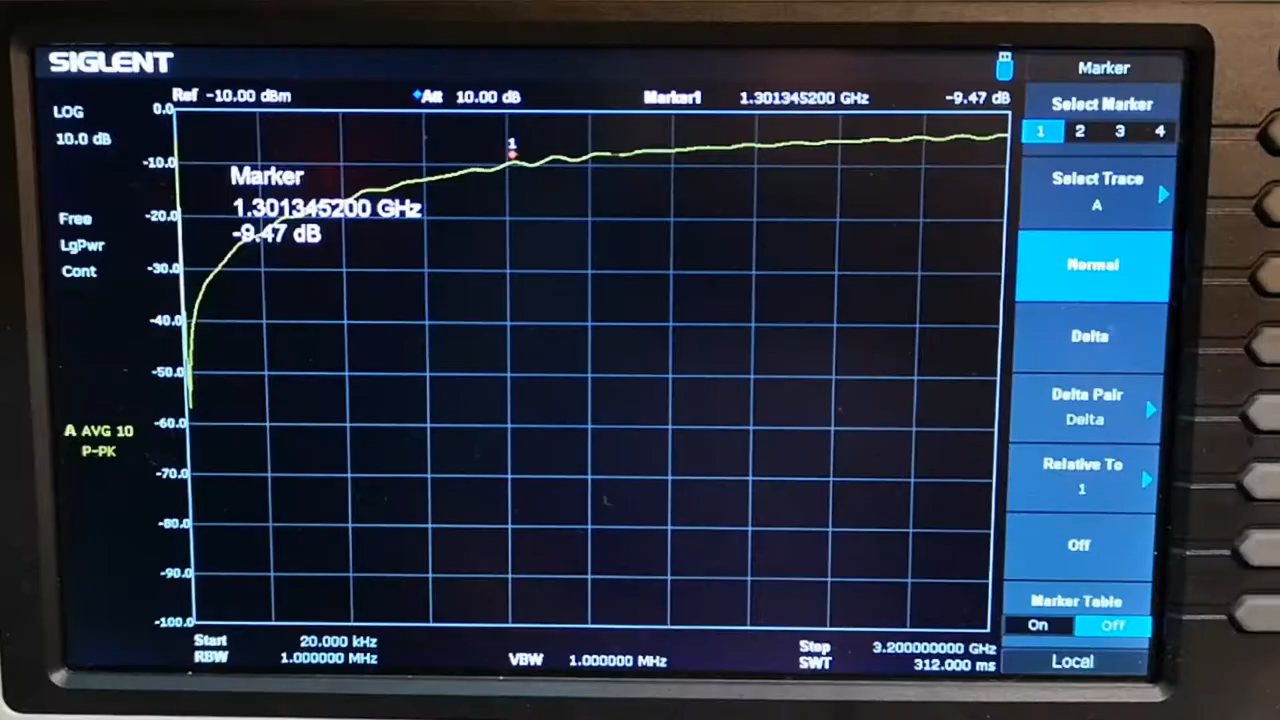 SIGLENT
Ref -10.00 dBm Att 10.00 dB Marker1 1.301345200 GHz -9.47 dB
LOG
10.0 dB
Free
LgPwr
Cont
A AVG 10
P-PK
0.0
-10.0
-20.0
-30.0
-40.0
-50.0
-60.0
-70.0
-80.0
-90.0
-100.0
1
Marker
1.301345200 GHz
-9.47 dB
Start 20.000 kHz
RBW 1.000000 MHz
VBW 1.000000 MHz
Stop 3.200000000 GHz
SWT 312.000 ms
Marker
Select Marker
1 2 3 4
Select Trace
A
Normal
Delta
Delta Pair
Delta
Relative To
1
Off
Marker Table
On Off
Local